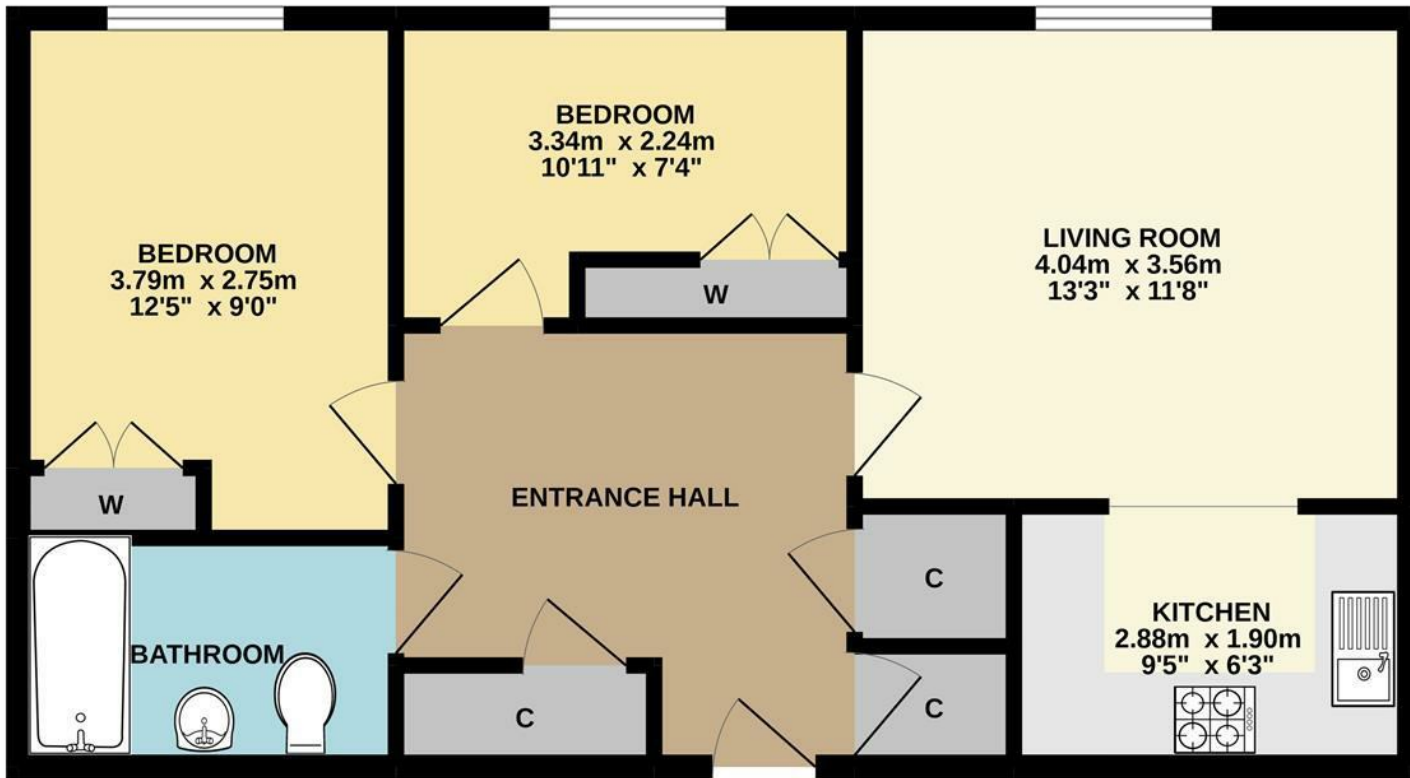 BEDROOM
3.34m x 2.24m
10'11" x 7'4"
BEDROOM
3.79m x 2.75m
12'5" x 9'0"
LIVING ROOM
4.04m x 3.56m
13'3" x 11'8"
W
W
ENTRANCE HALL
C
KITCHEN
2.88m x 1.90m
9'5" x 6'3"
BATHROOM
C
C